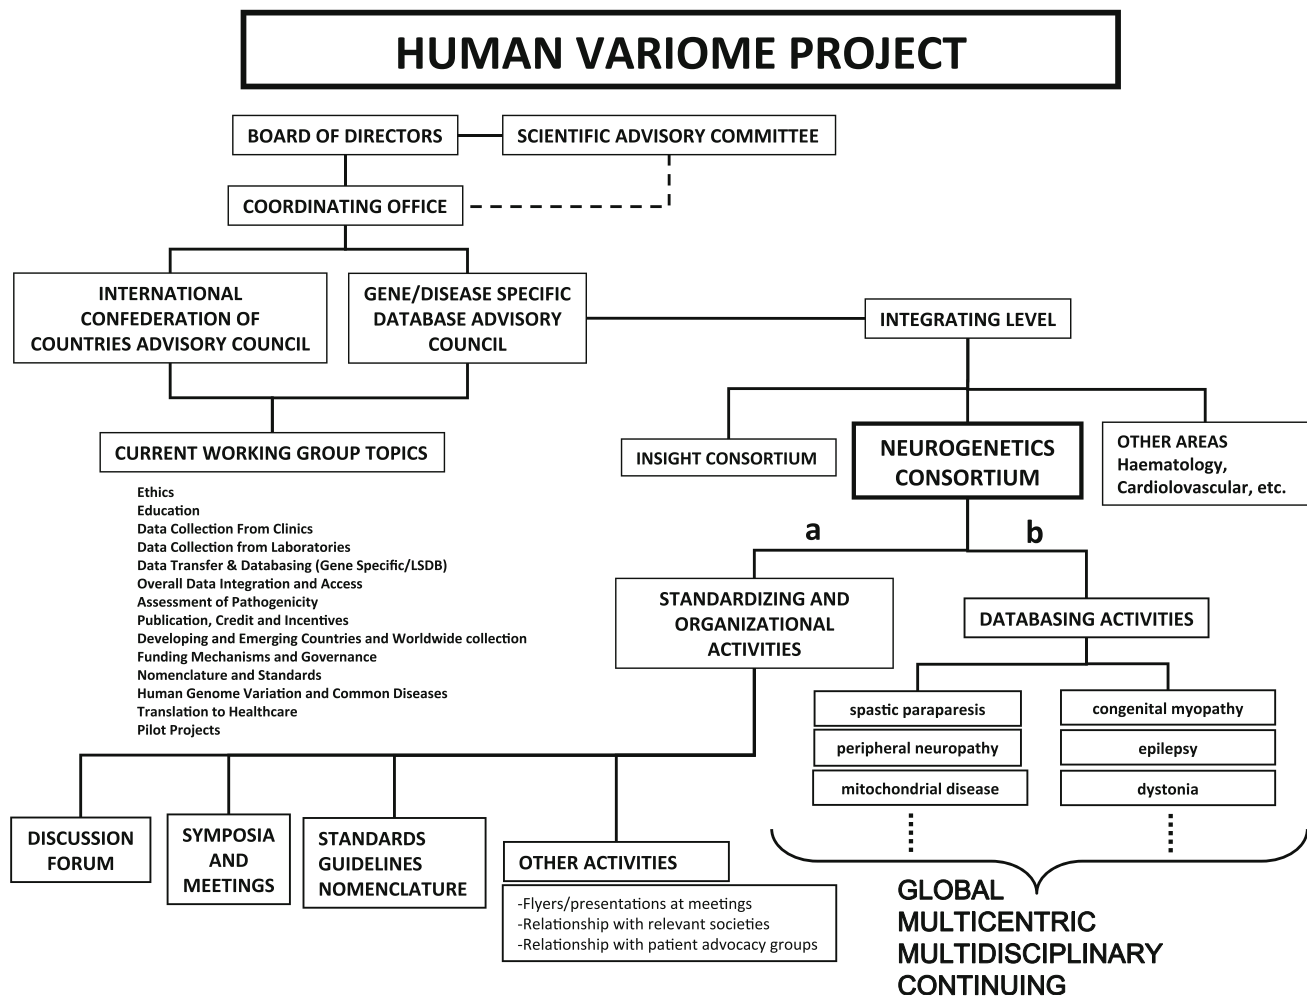 HUMAN VARIOME PROJECT
BOARD OF DIRECTORS
SCIENTIFIC ADVISORY COMMITTEE
COORDINATING OFFICE
INTERNATIONAL
CONFEDERATION OF
COUNTRIES ADVISORY COUNCIL
GENE/DISEASE SPECIFIC
DATABASE ADVISORY
COUNCIL
INTEGRATING LEVEL
CURRENT WORKING GROUP TOPICS
Ethics
Education
Data Collection From Clinics
Data Collection from Laboratories
Data Transfer & Databasing (Gene Specific/LSDB)
Overall Data Integration and Access
Assessment of Pathogenicity
Publication, Credit and Incentives
Developing and Emerging Countries and Worldwide collection
Funding Mechanisms and Governance
Nomenclature and Standards
Human Genome Variation and Common Diseases
Translation to Healthcare
Pilot Projects
INSIGHT CONSORTIUM
NEUROGENETICS
CONSORTIUM
OTHER AREAS
Haematology,
Cardiolovascular, etc.
a
b
STANDARDIZING AND
ORGANIZATIONAL
ACTIVITIES
DATABASING ACTIVITIES
spastic paraparesis
peripheral neuropathy
mitochondrial disease
congenital myopathy
epilepsy
dystonia
DISCUSSION
FORUM
SYMPOSIA
AND
MEETINGS
STANDARDS
GUIDELINES
NOMENCLATURE
OTHER ACTIVITIES
-Flyers/presentations at meetings
-Relationship with relevant societies
-Relationship with patient advocacy groups
GLOBAL
MULTICENTRIC
MULTIDISCIPLINARY
CONTINUING